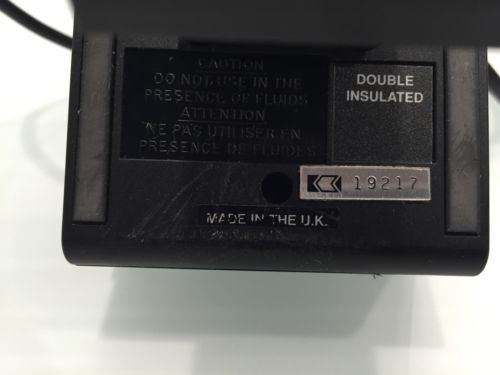 CAUTION
DO NOT USE IN THE
PRESENCE OF FLUIDS
ATTENTION
NE PAS UTILISER EN
PRESENCE DE FLUIDES
DOUBLE
INSULATED
19217
MADE IN THE U.K.